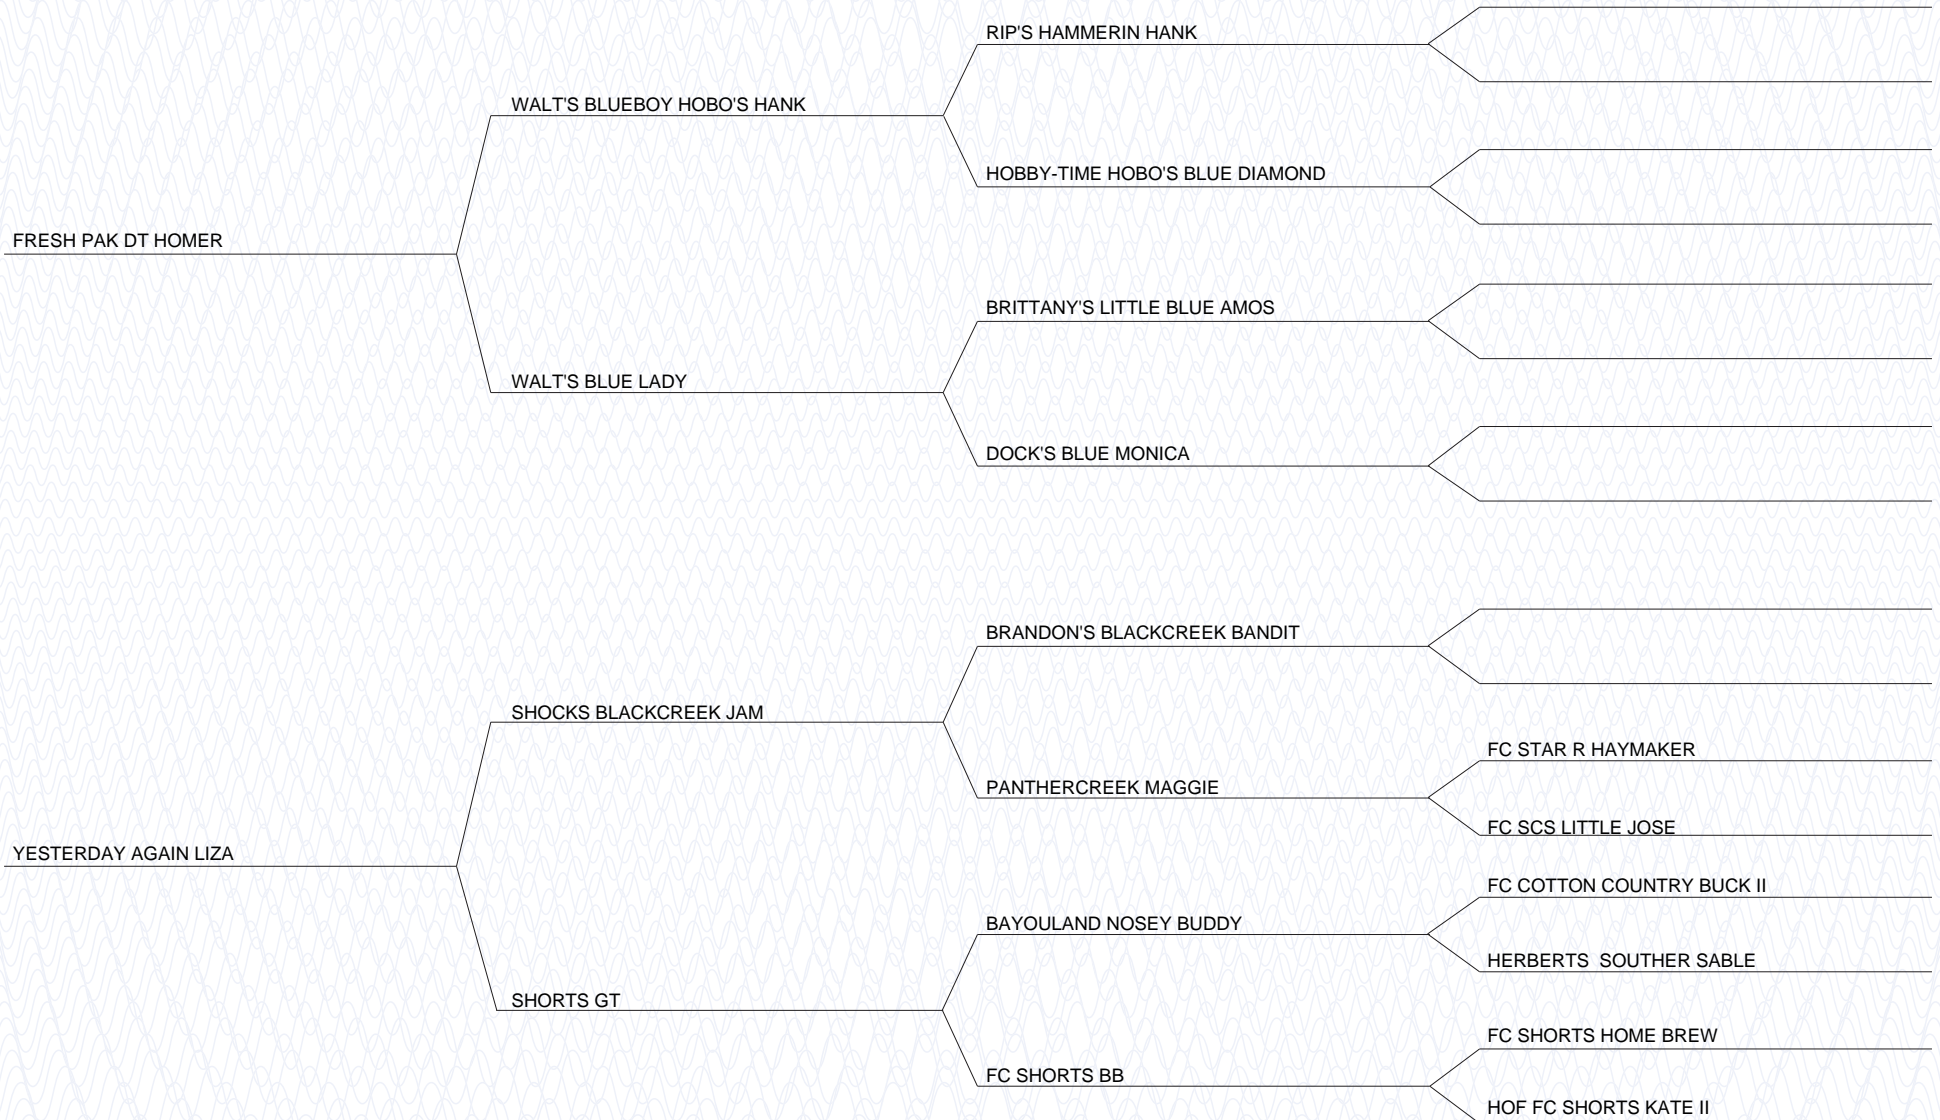 RIP'S HAMMERIN HANK
WALT'S BLUEBOY HOBO'S HANK
HOBBY-TIME HOBO'S BLUE DIAMOND
FRESH PAK DT HOMER
BRITTANY'S LITTLE BLUE AMOS
WALT'S BLUE LADY
DOCK'S BLUE MONICA
BRANDON'S BLACKCREEK BANDIT
SHOCKS BLACKCREEK JAM
FC STAR R HAYMAKER
PANTHERCREEK MAGGIE
FC SCS LITTLE JOSE
YESTERDAY AGAIN LIZA
FC COTTON COUNTRY BUCK II
BAYOULAND NOSEY BUDDY
HERBERTS  SOUTHER SABLE
SHORTS GT
FC SHORTS HOME BREW
FC SHORTS BB
HOF FC SHORTS KATE II